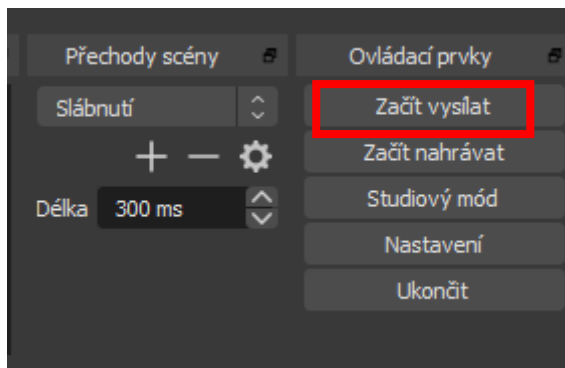 Přechody scény
Slábnutí
Délka 300 ms
Ovládací prvky
Začít vysílat
Začít nahrávat
Studiový mód
Nastavení
Ukončit